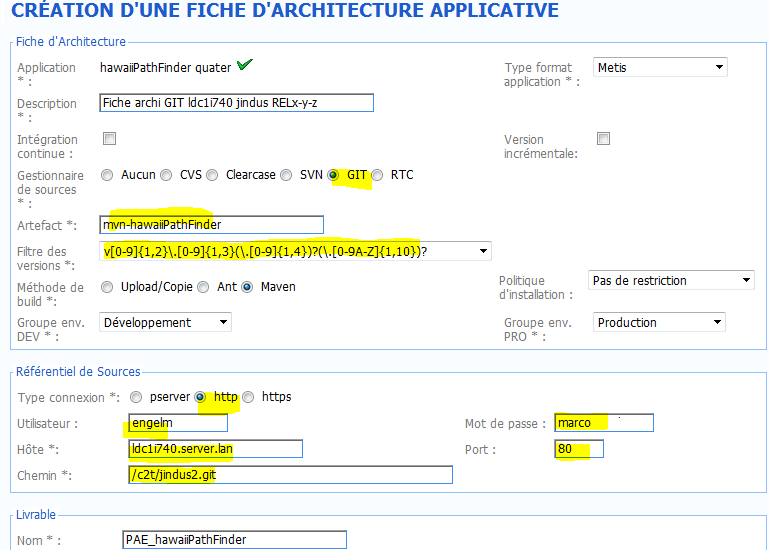 CRÉATION D'UNE FICHE D'ARCHITECTURE APPLICATIVE
Fiche d'Architecture
Application * : hawaiiPathFinder quater Type format application * : Metis
Description * : Fiche archi GIT ldc1i740 jindus RELx-y-z
Intégration continue : Version incrémentale:
Gestionnaire de sources * : Aucun CVS Clearcase SVN GIT RTC
Artefact *: mvn-hawaiiPathFinder
Filtre des versions *: v[0-9]{1,2}\.[0-9]{1,3}(\.[0-9]{1,4})?(\.[0-9A-Z]{1,10})?
Méthode de build *: Upload/Copie Ant Maven Politique d'installation : Pas de restriction
Groupe env. DEV * : Développement Groupe env. PRO * : Production
Référentiel de Sources
Type connexion *: pserver http https
Utilisateur : engelm Mot de passe : marco
Hôte *: ldc1i740.server.lan Port : 80
Chemin *: /c2t/jindus2.git
Livrable
Nom * : PAE_hawaiiPathFinder